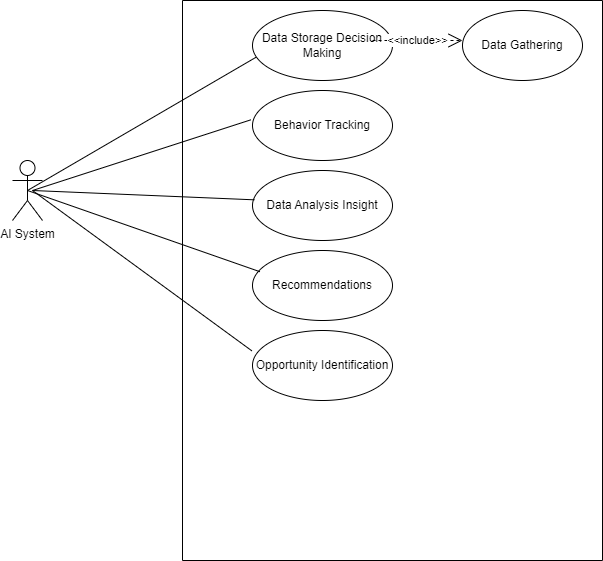 Data Storage Decision
Making
<<include>>
Data Gathering
Behavior Tracking
AI System
Data Analysis Insight
Recommendations
Opportunity Identification